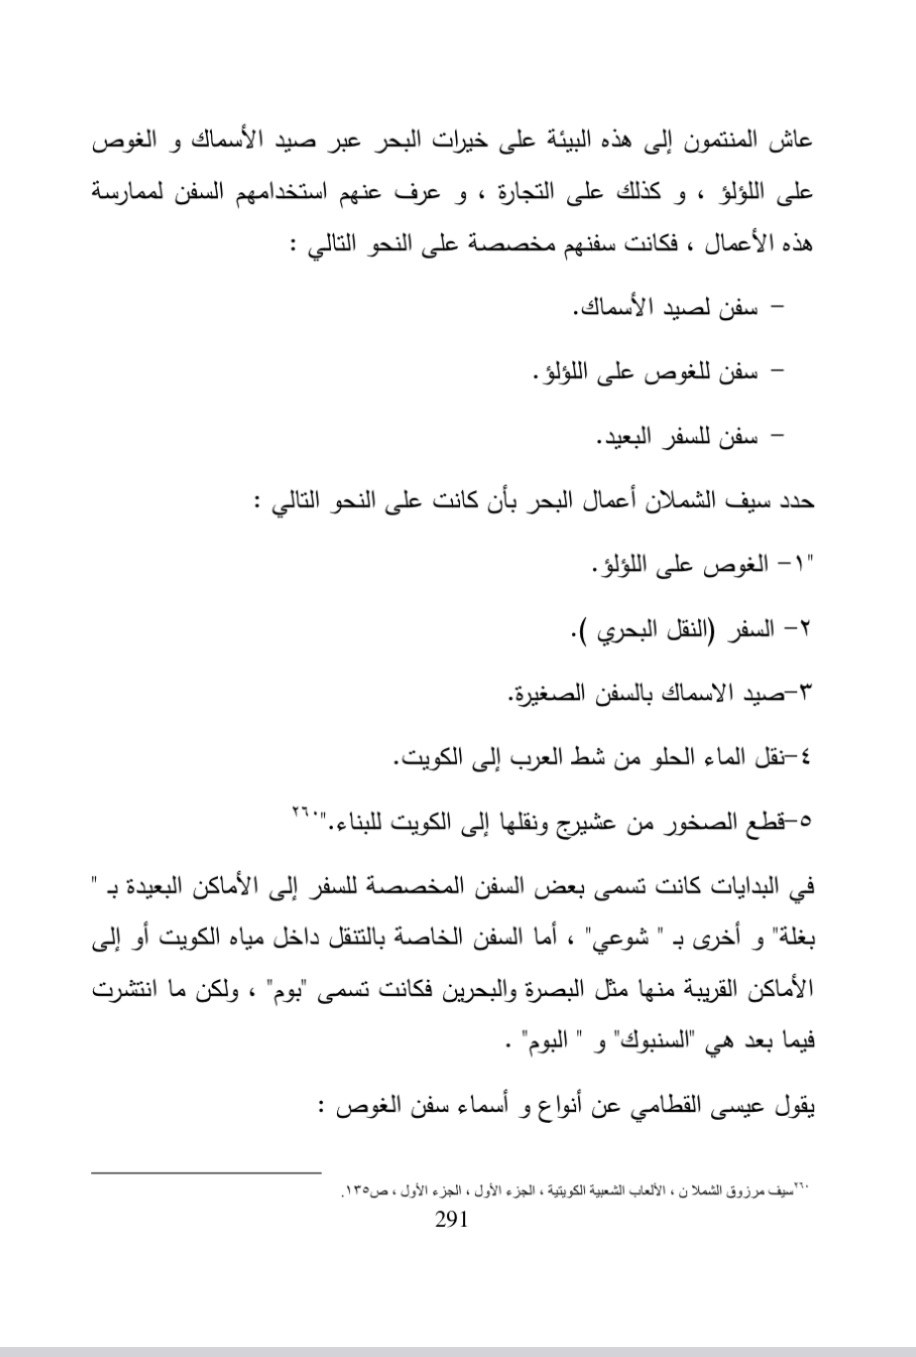 عاش المنتمون إلى هذه البيئة على خيرات البحر عبر صيد الأسماك و الغوص
على اللؤلؤ ، و كذلك على التجارة ، و عرف عنهم استخدامهم السفن لممارسة
هذه الأعمال ، فكانت سفنهم مخصصة على النحو التالي :
- سفن لصيد الأسماك.
- سفن للغوص على اللؤلؤ.
- سفن للسفر البعيد.
حدد سيف الشملان أعمال البحر بأن كانت على النحو التالي :
"١- الغوص على اللؤلؤ.
٢- السفر (النقل البحري ).
٣-صيد الاسماك بالسفن الصغيرة.
٤-نقل الماء الحلو من شط العرب إلى الكويت.
٥-قطع الصخور من عشيرج ونقلها إلى الكويت للبناء."٢٦٠
في البدايات كانت تسمى بعض السفن المخصصة للسفر إلى الأماكن البعيدة بـ "
بغلة" و أخرى بـ " شوعي" ، أما السفن الخاصة بالتنقل داخل مياه الكويت أو إلى
الأماكن القريبة منها مثل البصرة والبحرين فكانت تسمى "بوم" ، ولكن ما انتشرت
فيما بعد هي "السنبوك" و " البوم" .
يقول عيسى القطامي عن أنواع و أسماء سفن الغوص :
٢٦٠سيف مرزوق الشملا ن ، الألعاب الشعبية الكويتية ، الجزء الأول ، الجزء الأول ، ص١٣٥.
291